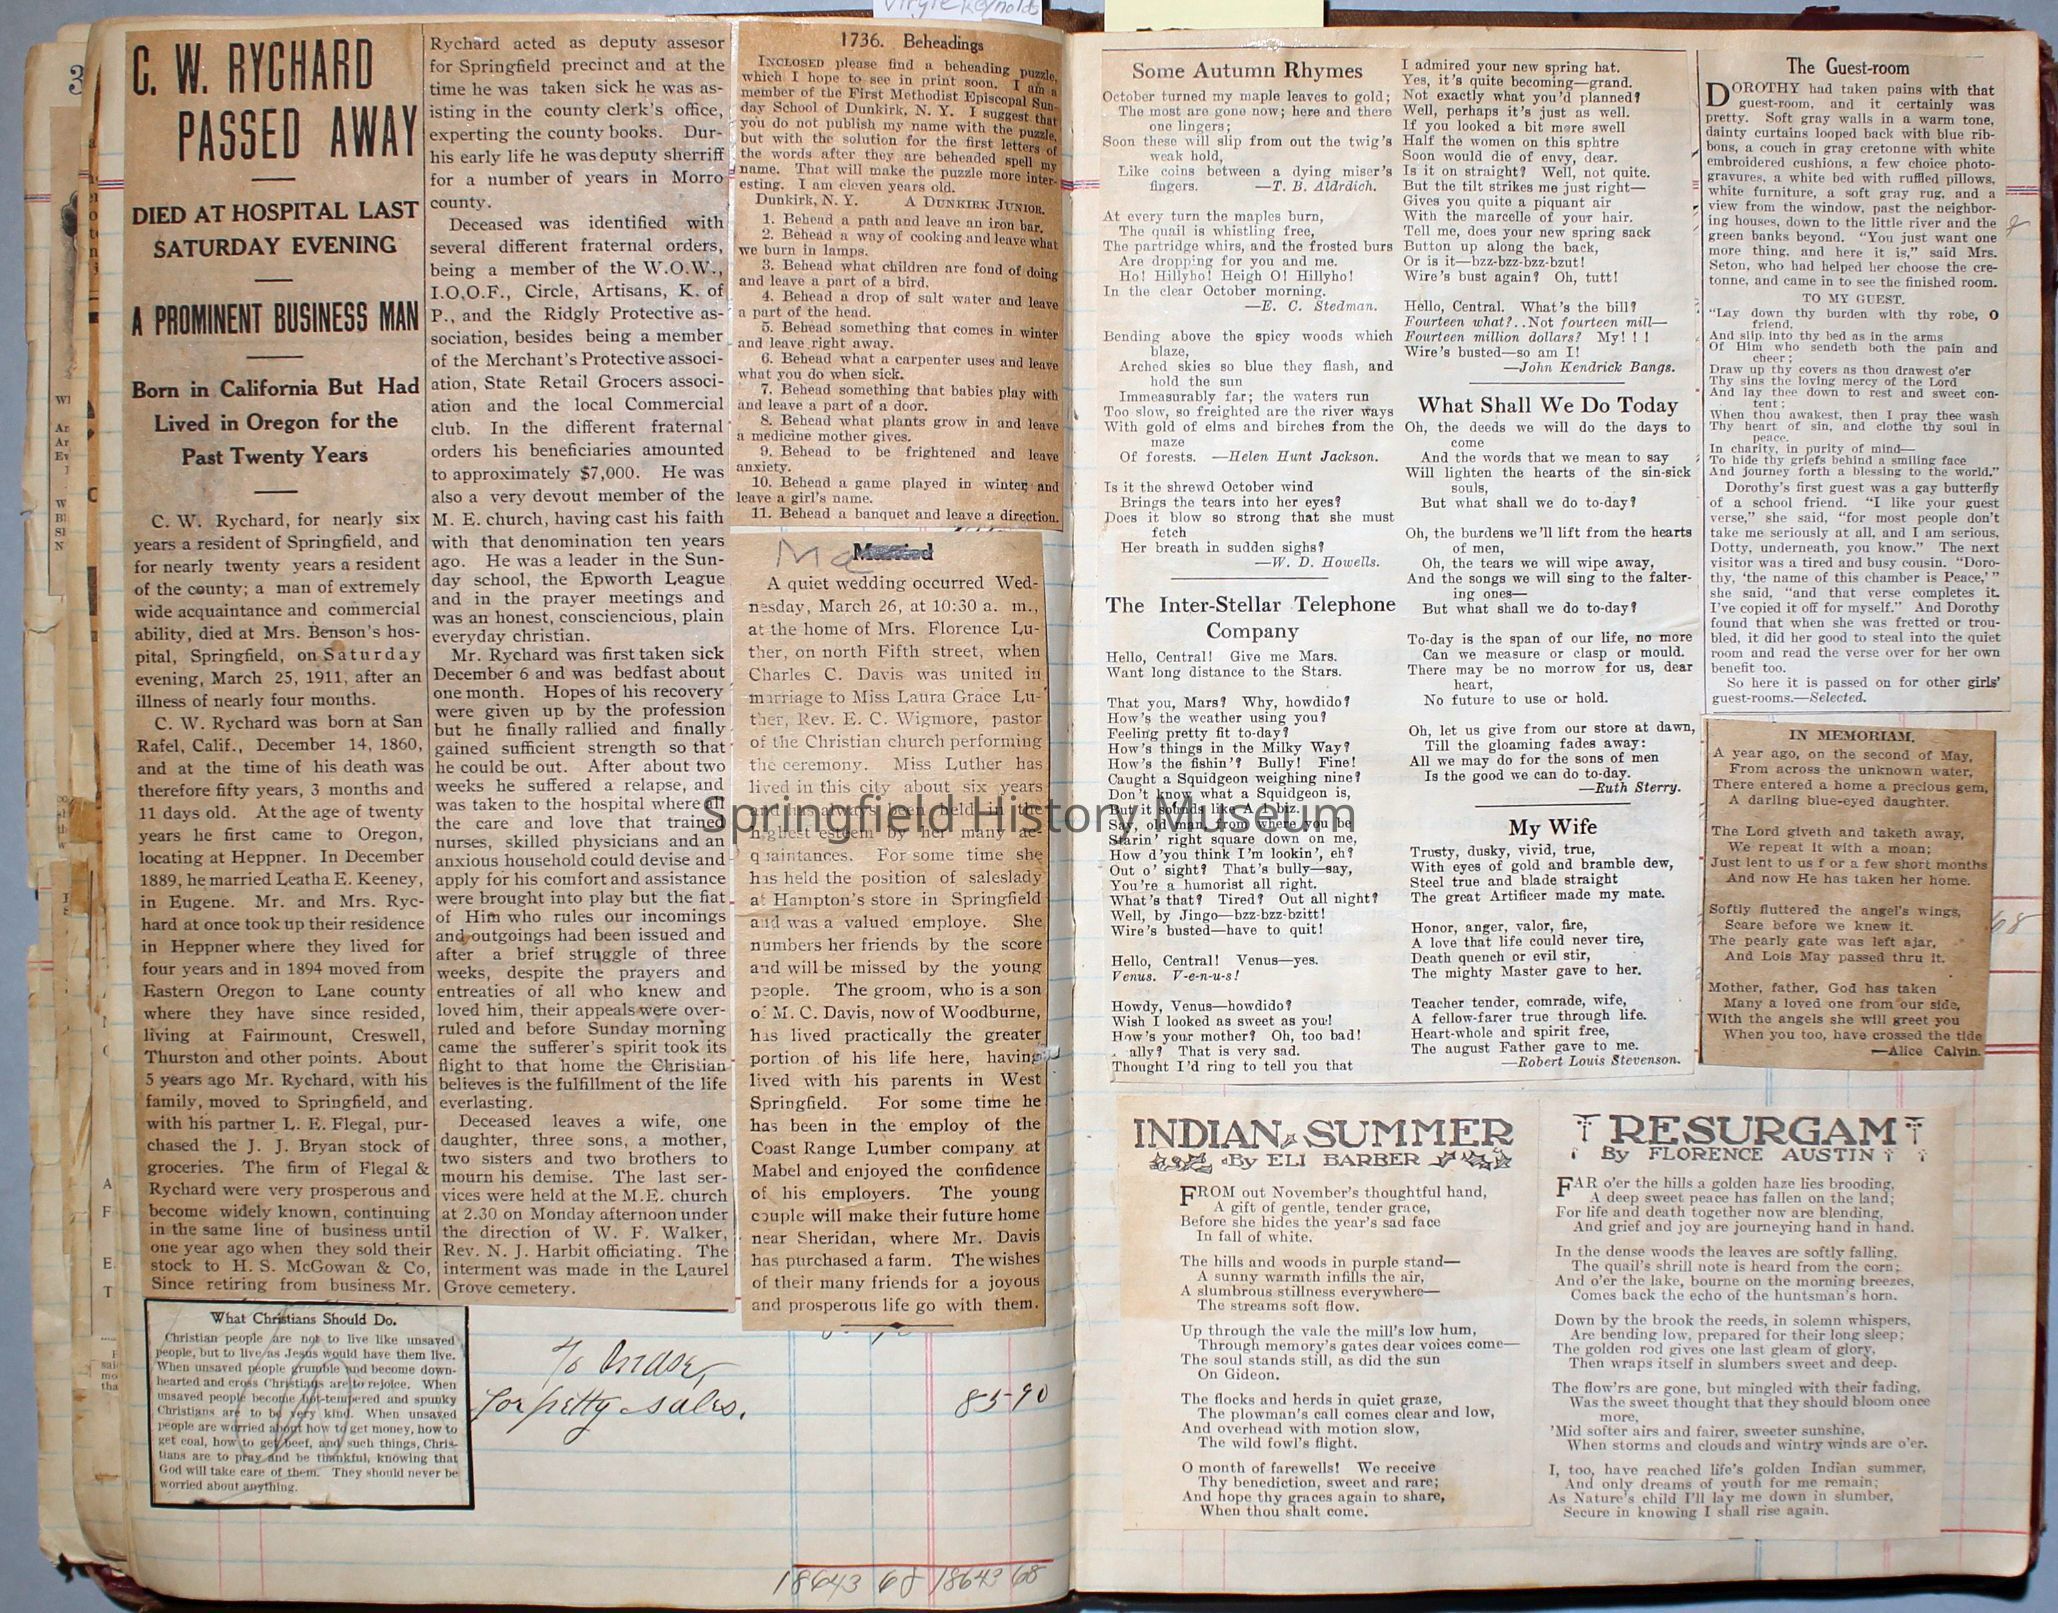 Virgie Reynolds
C. W. RYCHARD
PASSED AWAY
DIED AT HOSPITAL LAST
SATURDAY EVENING
A PROMINENT BUSINESS MAN
Born in California But Had
Lived in Oregon for the
Past Twenty Years
C. W. Rychard, for nearly six
years a resident of Springfield, and
for nearly twenty years a resident
of the county; a man of extremely
wide acquaintance and commercial
ability, died at Mrs. Benson's hos-
pital, Springfield, on Saturday
evening, March 25, 1911, after an
illness of nearly four months.
C. W. Rychard was born at San
Rafel, Calif., December 14, 1860,
and at the time of his death was
therefore fifty years, 3 months and
11 days old. At the age of twenty
years he first came to Oregon,
locating at Heppner. In December
1889, he married Leatha E. Keeney,
in Eugene. Mr. and Mrs. Ryc-
hard at once took up their residence
in Heppner where they lived for
four years and in 1894 moved from
Eastern Oregon to Lane county
where they have since resided,
living at Fairmount, Creswell,
Thurston and other points. About
5 years ago Mr. Rychard, with his
family, moved to Springfield, and
with his partner L. E. Flegal, pur-
chased the J. J. Bryan stock of
groceries. The firm of Flegal &
Rychard were very prosperous and
become widely known, continuing
in the same line of business until
one year ago when they sold their
stock to H. S. McGowan & Co,
Since retiring from business Mr.
Rychard acted as deputy assesor
for Springfield precinct and at the
time he was taken sick he was as-
isting in the county clerk's office,
experting the county books. Dur-
his early life he was deputy sherriff
for a number of years in Morro
county.
Deceased was identified with
several different fraternal orders,
being a member of the W.O.W.,
I.O,O.F., Circle, Artisans, K. of
P., and the Ridgly Protective as-
sociation, besides being a member
of the Merchant's Protective associ-
ation, State Retail Grocers associ-
ation and the local Commercial
club. In the different fraternal
orders his beneficiaries amounted
to approximately $7,000. He was
also a very devout member of the
M. E. church, having cast his faith
with that denomination ten years
ago. He was a leader in the Sun-
day school, the Epworth League
and in the prayer meetings and
was an honest, consciencious, plain
everyday christian.
Mr. Rychard was first taken sick
December 6 and was bedfast about
one month. Hopes of his recovery
were given up by the profession
but he finally rallied and finally
gained sufficient strength so that
he could be out. After about two
weeks he suffered a relapse, and
was taken to the hospital where all
the care and love that trained
nurses, skilled physicians and an
anxious household could devise and
apply for his comfort and assistance
were brought into play but the fiat
of Him who rules our incomings
and outgoings had been issued and
after a brief struggle of three
weeks, despite the prayers and
entreaties of all who knew and
loved him, their appeals were over-
ruled and before Sunday morning
came the sufferer's spirit took its
flight to that home the Christian
believes is the fulfillment of the life
everlasting.
Deceased leaves a wife, one
daughter, three sons, a mother,
two sisters and two brothers to
mourn his demise. The last ser-
vices were held at the M.E. church
at 2.30 on Monday afternoon under
the direction of W. F. Walker,
Rev. N. J. Harbit officiating. The
interment was made in the Laurel
Grove cemetery.
What Christians Should Do.
Christian people are not to live like unsaved
people, but to live as Jesus would have them live.
When unsaved people grumble and become down-
hearted and cross Christians are to rejoice. When
unsaved people become hot-tempered and spunky
Christians are to be very kind. When unsaved
people are worried about how to get money, how to
get coal, how to get beef, and such things, Chris-
tians are to pray and be thankful, knowing that
God will take care of them. They should never be
worried about anything.
for petty sales. 85-90
18643 68 18643 68
1736. Beheadings
INCLOSED please find a beheading puzzle,
which I hope to see in print soon. I am a
member of the First Methodist Episcopal Sun-
day School of Dunkirk, N. Y. I suggest that
you do not publish my name with the puzzle,
but with the solution for the first letters of
the words after they are beheaded spell my
name. That will make the puzzle more inter-
esting. I am eleven years old.
Dunkirk, N. Y. A DUNKIRK JUNIOR.
1. Behead a path and leave an iron bar.
2. Behead a way of cooking and leave what
we burn in lamps.
3. Behead what children are fond of doing
and leave a part of a bird.
4. Behead a drop of salt water and leave
a part of the head.
5. Behead something that comes in winter
and leave right away.
6. Behead what a carpenter uses and leave
what you do when sick.
7. Behead something that babies play with
and leave a part of a door.
8. Behead what plants grow in and leave
a medicine mother gives.
9. Behead to be frightened and leave
anxiety.
10. Behead a game played in winter, and
leave a girl's name.
11. Behead a banquet and leave a direction.
Married
A quiet wedding occurred Wed-
nesday, March 26, at 10:30 a. m.,
at the home of Mrs. Florence Lu-
ther, on north Fifth street, when
Charles C. Davis was united in
marriage to Miss Laura Grace Lu-
ther, Rev. E. C. Wigmore, pastor
of the Christian church performing
the ceremony. Miss Luther has
lived in this city about six years
and has always been held in the
highest esteem by her many ac-
quaintances. For some time she
has held the position of saleslady
at Hampton's store in Springfield
and was a valued employe. She
numbers her friends by the score
and will be missed by the young
people. The groom, who is a son
of M. C. Davis, now of Woodburne,
has lived practically the greater
portion of his life here, having
lived with his parents in West
Springfield. For some time he
has been in the employ of the
Coast Range Lumber company at
Mabel and enjoyed the confidence
of his employers. The young
couple will make their future home
near Sheridan, where Mr. Davis
has purchased a farm. The wishes
of their many friends for a joyous
and prosperous life go with them.
Springfield History Museum
Some Autumn Rhymes
October turned my maple leaves to gold;
The most are gone now; here and there
one lingers;
Soon these will slip from out the twig's
weak hold,
Like coins between a dying miser's
fingers. —T. B. Aldrdich.
At every turn the maples burn,
The quail is whistling free,
The partridge whirs, and the frosted burs
Are dropping for you and me.
Ho! Hillyho! Heigh O! Hillyho!
In the clear October morning.
—E. C. Stedman.
Bending above the spicy woods which
blaze,
Arched skies so blue they flash, and
hold the sun
Immeasurably far; the waters run
Too slow, so freighted are the river ways
With gold of elms and birches from the
maze
Of forests. —Helen Hunt Jackson.
Is it the shrewd October wind
Brings the tears into her eyes?
Does it blow so strong that she must
fetch
Her breath in sudden sighs?
—W. D. Howells.
The Inter-Stellar Telephone
Company
Hello, Central! Give me Mars.
Want long distance to the Stars.
That you, Mars? Why, howdido?
How's the weather using you?
Feeling pretty fit to-day?
How's things in the Milky Way?
How's the fishin'? Bully! Fine!
Caught a Squidgeon weighing nine?
Don't know what a Squidgeon is,
But it sounds like A 1 biz.
Say, old man, from where you be
Starin' right square down on me,
How d'you think I'm lookin', eh?
Out o' sight? That's bully—say,
You're a humorist all right.
What's that? Tired? Out all night?
Well, by Jingo—bzz-bzz-bzitt!
Wire's busted—have to quit!
Hello, Central! Venus—yes.
Venus. V-e-n-u-s!
Howdy, Venus—howdido?
Wish I looked as sweet as you!
How's your mother? Oh, too bad!
ally? That is very sad.
Thought I'd ring to tell you that
I admired your new spring hat.
Yes, it's quite becoming—grand.
Not exactly what you'd planned?
Well, perhaps it's just as well.
If you looked a bit more swell
Half the women on this sphtre
Soon would die of envy, dear.
Is it on straight? Well, not quite.
But the tilt strikes me just right—
Gives you quite a piquant air
With the marcelle of your hair.
Tell me, does your new spring sack
Button up along the back,
Or is it—bzz-bzz-bzz-bzut!
Wire's bust again? Oh, tutt!
Hello, Central. What's the bill?
Fourteen what?..Not fourteen mill—
Fourteen million dollars? My! ! !
Wire's busted—so am I!
—John Kendrick Bangs.
What Shall We Do Today
Oh, the deeds we will do the days to
come
And the words that we mean to say
Will lighten the hearts of the sin-sick
souls,
But what shall we do to-day?
Oh, the burdens we'll lift from the hearts
of men,
Oh, the tears we will wipe away,
And the songs we will sing to the falter-
ing ones—
But what shall we do to-day?
To-day is the span of our life, no more
Can we measure or clasp or mould.
There may be no morrow for us, dear
heart,
No future to use or hold.
Oh, let us give from our store at dawn,
Till the gloaming fades away:
All we may do for the sons of men
Is the good we can do to-day.
—Ruth Sterry.
My Wife
Trusty, dusky, vivid, true,
With eyes of gold and bramble dew,
Steel true and blade straight
The great Artificer made my mate.
Honor, anger, valor, fire,
A love that life could never tire,
Death quench or evil stir,
The mighty Master gave to her.
Teacher tender, comrade, wife,
A fellow-farer true through life.
Heart-whole and spirit free,
The august Father gave to me.
—Robert Louis Stevenson.
The Guest-room
DOROTHY had taken pains with that
guest-room, and it certainly was
pretty. Soft gray walls in a warm tone,
dainty curtains looped back with blue rib-
bons, a couch in gray cretonne with white
embroidered cushions, a few choice photo-
gravures, a white bed with ruffled pillows,
white furniture, a soft gray rug, and a
view from the window, past the neighbor-
ing houses, down to the little river and the
green banks beyond. "You just want one
more thing, and here it is," said Mrs.
Seton, who had helped her choose the cre-
tonne, and came in to see the finished room.
TO MY GUEST.
"Lay down thy burden with thy robe, O
friend,
And slip into thy bed as in the arms
Of Him who sendeth both the pain and
cheer;
Draw up thy covers as thou drawest o'er
Thy sins the loving mercy of the Lord
And lay thee down to rest and sweet con-
tent;
When thou awakest, then I pray thee wash
Thy heart of sin, and clothe thy soul in
peace.
In charity, in purity of mind—
To hide thy griefs behind a smiling face
And journey forth a blessing to the world."
Dorothy's first guest was a gay butterfly
of a school friend. "I like your guest
verse," she said, "for most people don't
take me seriously at all, and I am serious,
Dotty, underneath, you know." The next
visitor was a tired and busy cousin. "Doro-
thy, 'the name of this chamber is Peace,'"
she said, "and that verse completes it.
I've copied it off for myself." And Dorothy
found that when she was fretted or trou-
bled, it did her good to steal into the quiet
room and read the verse over for her own
benefit too.
So here it is passed on for other girls'
guest-rooms.—Selected.
IN MEMORIAM.
A year ago, on the second of May,
From across the unknown water,
There entered a home a precious gem,
A darling blue-eyed daughter.
The Lord giveth and taketh away,
We repeat it with a moan;
Just lent to us for a few short months
And now He has taken her home.
Softly fluttered the angel's wings,
Scare before we knew it.
The pearly gate was left ajar,
And Lois May passed thru it.
Mother, father, God has taken
Many a loved one from our side,
With the angels she will greet you
When you too, have crossed the tide
—Alice Calvin.
68
INDIAN SUMMER
By ELI BARBER
FROM out November's thoughtful hand,
A gift of gentle, tender grace,
Before she hides the year's sad face
In fall of white.
The hills and woods in purple stand—
A sunny warmth infills the air,
A slumbrous stillness everywhere—
The streams soft flow.
Up through the vale the mill's low hum,
Through memory's gates dear voices come—
The soul stands still, as did the sun
On Gideon.
The flocks and herds in quiet graze,
The plowman's call comes clear and low,
And overhead with motion slow,
The wild fowl's flight.
O month of farewells! We receive
Thy benediction, sweet and rare;
And hope thy graces again to share,
When thou shalt come.
RESURGAM
By FLORENCE AUSTIN
FAR o'er the hills a golden haze lies brooding,
A deep sweet peace has fallen on the land;
For life and death together now are blending,
And grief and joy are journeying hand in hand.
In the dense woods the leaves are softly falling,
The quail's shrill note is heard from the corn;
And o'er the lake, bourne on the morning breezes,
Comes back the echo of the huntsman's horn.
Down by the brook the reeds, in solemn whispers,
Are bending low, prepared for their long sleep;
The golden rod gives one last gleam of glory,
Then wraps itself in slumbers sweet and deep.
The flow'rs are gone, but mingled with their fading,
Was the sweet thought that they should bloom once
more,
'Mid softer airs and fairer, sweeter sunshine,
When storms and clouds and wintry winds are o'er.
I, too, have reached life's golden Indian summer,
And only dreams of youth for me remain;
As Nature's child I'll lay me down in slumber,
Secure in knowing I shall rise again.